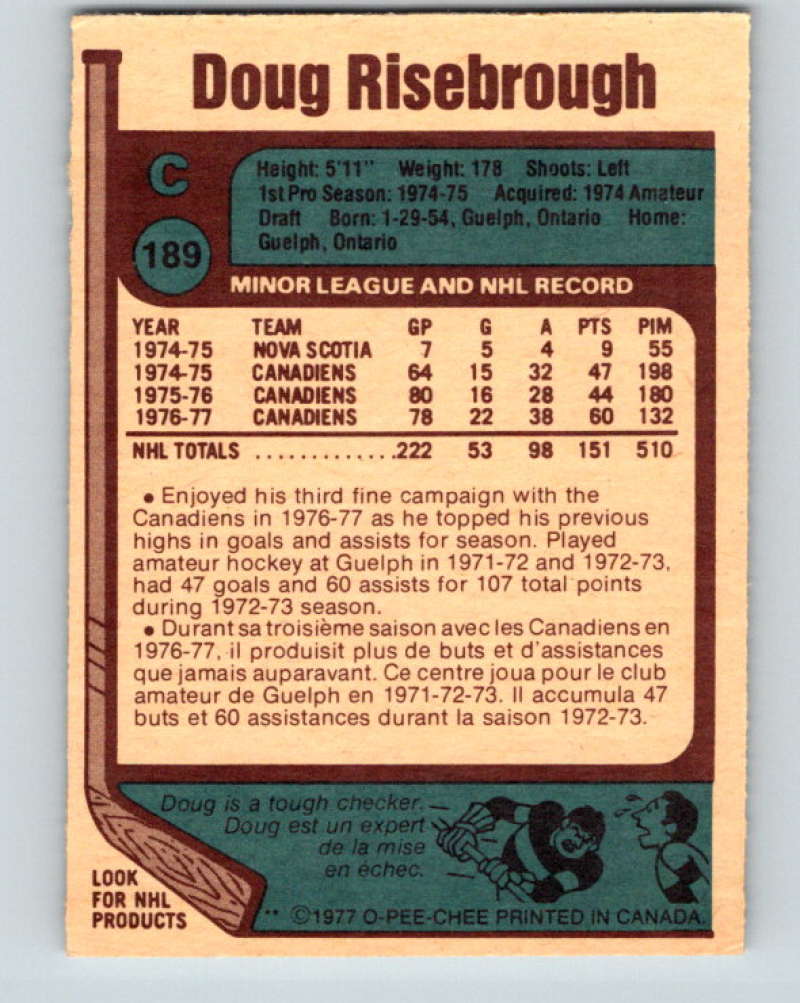 Doug Risebrough
C
189
Height: 5'11" Weight: 178 Shoots: Left
1st Pro Season: 1974-75 Acquired: 1974 Amateur
Draft Born: 1-29-54, Guelph, Ontario Home:
Guelph, Ontario
MINOR LEAGUE AND NHL RECORD
YEAR TEAM GP G A PTS PIM
1974-75 NOVA SCOTIA 7 5 4 9 55
1974-75 CANADIENS 64 15 32 47 198
1975-76 CANADIENS 80 16 28 44 180
1976-77 CANADIENS 78 22 38 60 132
NHL TOTALS .............222 53 98 151 510
• Enjoyed his third fine campaign with the
Canadiens in 1976-77 as he topped his previous
highs in goals and assists for season. Played
amateur hockey at Guelph in 1971-72 and 1972-73,
had 47 goals and 60 assists for 107 total points
during 1972-73 season.
• Durant sa troisième saison avec les Canadiens en
1976-77, il produisit plus de buts et d'assistances
que jamais auparavant. Ce centre joua pour le club
amateur de Guelph en 1971-72-73. Il accumula 47
buts et 60 assistances durant la saison 1972-73.
Doug is a tough checker.
Doug est un expert
de la mise
en échec.
LOOK
FOR NHL
PRODUCTS
** ©1977 O-PEE-CHEE PRINTED IN CANADA.